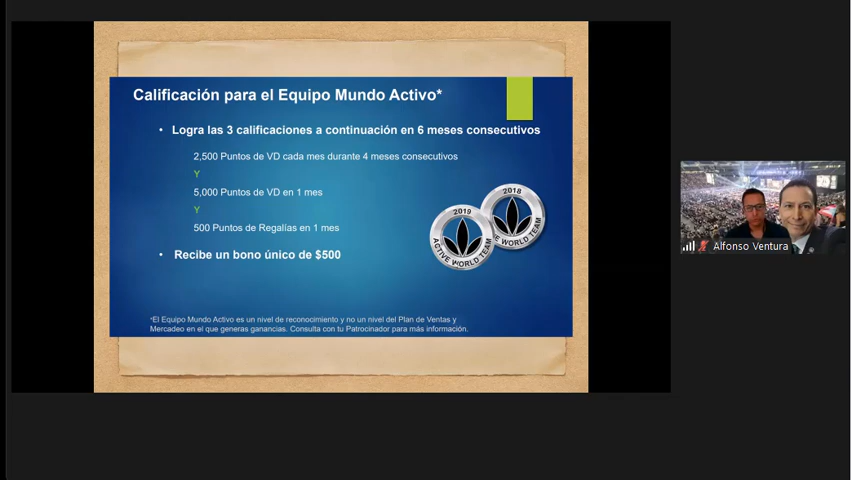 Calificación para el Equipo Mundo Activo*
• Logra las 3 calificaciones a continuación en 6 meses consecutivos
2,500 Puntos de VD cada mes durante 4 meses consecutivos
Y
5,000 Puntos de VD en 1 mes
Y
500 Puntos de Regalías en 1 mes
• Recibe un bono único de $500
2019
ACTIVE WORLD TEAM
2018
E WORLD TEAM
*El Equipo Mundo Activo es un nivel de reconocimiento y no un nivel del Plan de Ventas y
Mercadeo en el que generas ganancias. Consulta con tu Patrocinador para más información.
Alfonso Ventura